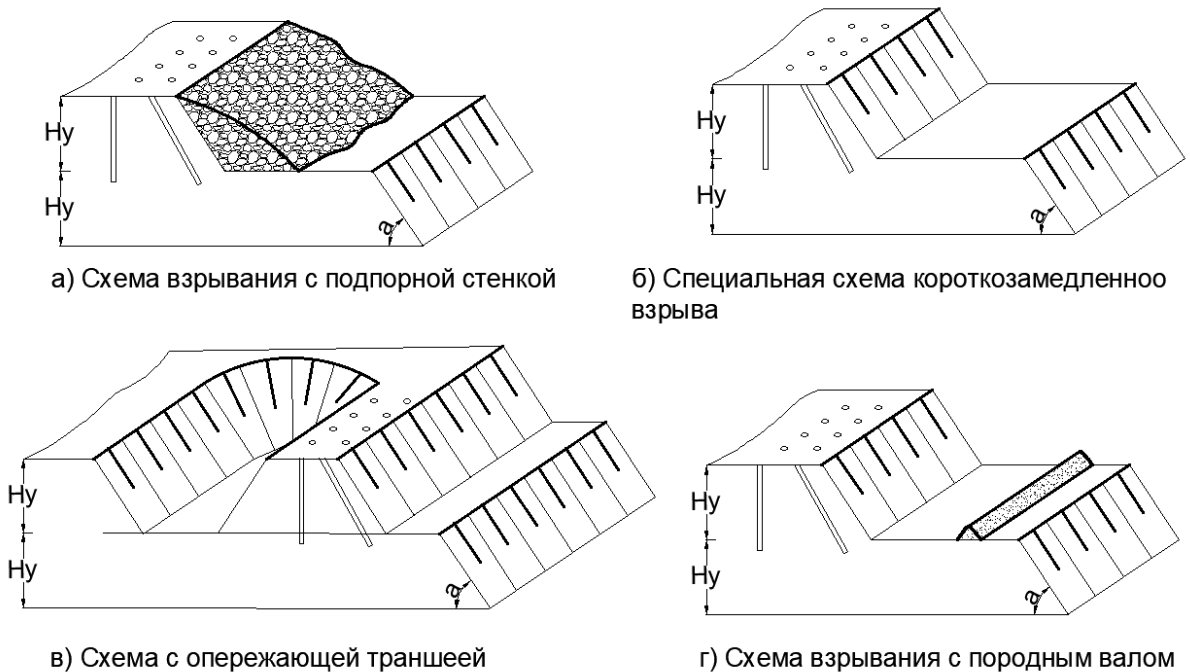 Ну
Ну
а
а) Схема взрывания с подпорной стенкой
Ну
Ну
а
б) Специальная схема короткозамедленноо
взрыва
Ну
Ну
а
в) Схема с опережающей траншеей
Ну
Ну
а
г) Схема взрывания с породным валом